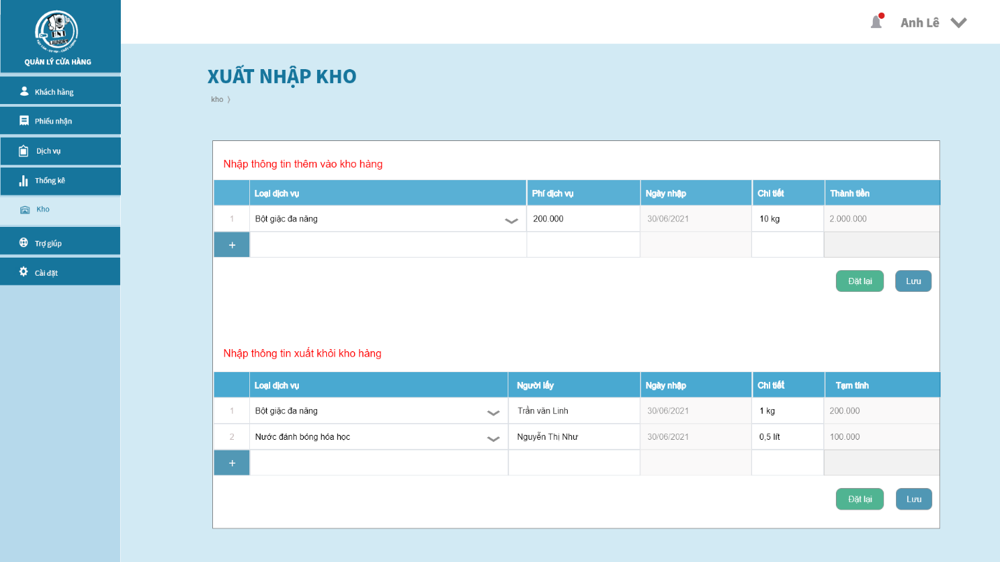 LAUNDRY
QUẢN LÝ CỬA HÀNG
Khách hàng
Phiếu nhận
Dịch vụ
Thống kê
Kho
Trợ giúp
Cài đặt
Anh Lê
XUẤT NHẬP KHO
kho 〉
Nhập thông tin thêm vào kho hàng
Loại dịch vụ Phí dịch vụ Ngày nhập Chi tiết Thành tiền
1 Bột giặc đa năng 200.000 30/06/2021 10 kg 2.000.000
+
Đặt lai Lưu
Nhập thông tin xuất khỏi kho hàng
Loại dịch vụ Người lấy Ngày nhập Chi tiết Tạm tính
1 Bột giặc đa năng Trần văn Linh 30/06/2021 1 kg 200.000
2 Nước đánh bóng hóa học Nguyễn Thị Như 30/06/2021 0,5 lít 100.000
+
Đặt lại Lưu